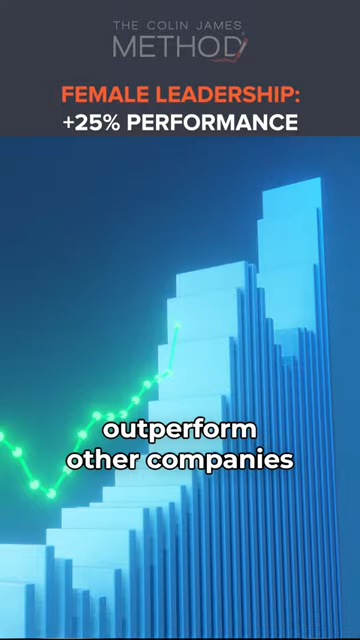 THE COLIN JAMES
METHOD
FEMALE LEADERSHIP:
+25% PERFORMANCE
outperform
other companies